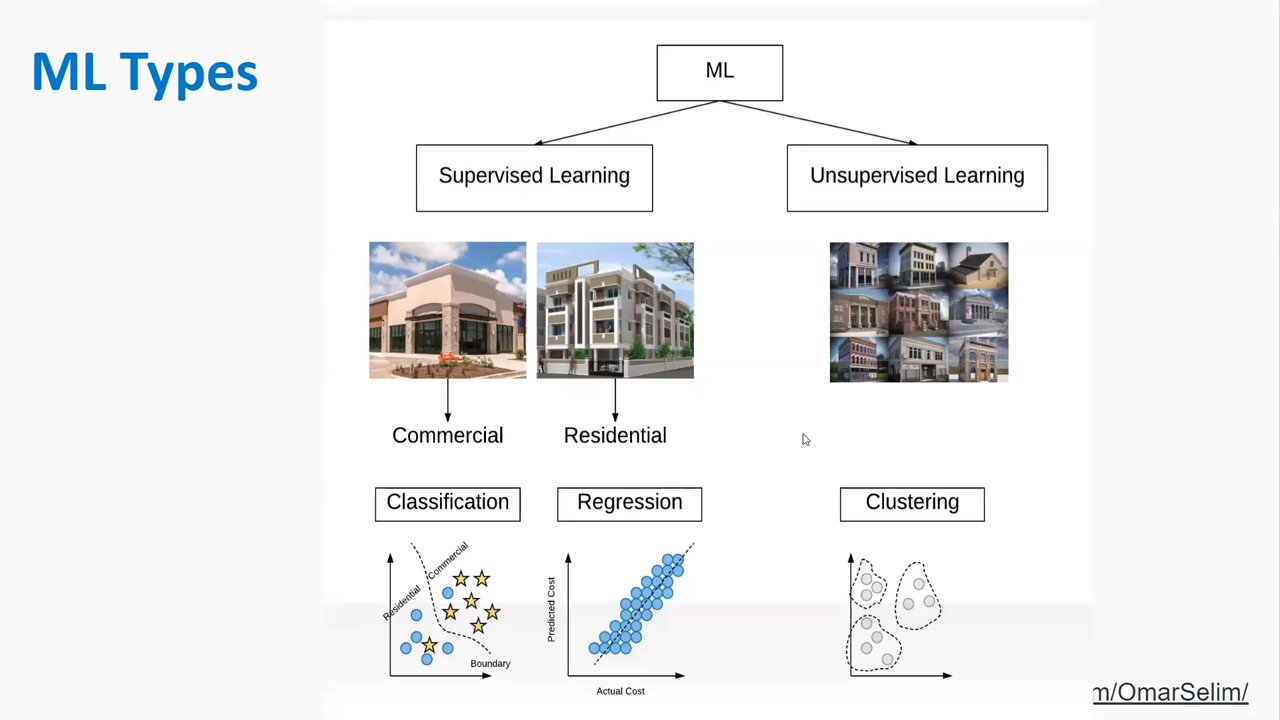 ML Types
ML
Supervised Learning
Unsupervised Learning
Commercial
Residential
Classification
Regression
Clustering
Commercial
Residential
Boundary
Predicted Cost
Actual Cost
m/OmarSelim/